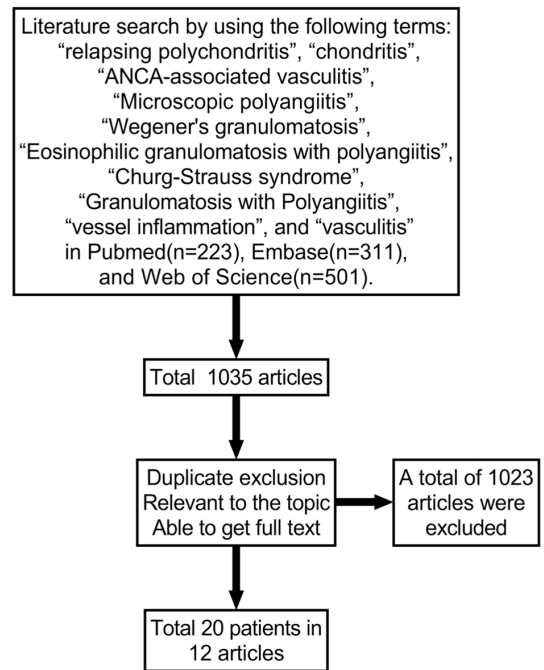 Literature search by using the following terms:
“relapsing polychondritis”, “chondritis”,
“ANCA-associated vasculitis”,
“Microscopic polyangiitis”,
“Wegener's granulomatosis”,
“Eosinophilic granulomatosis with polyangiitis”,
“Churg-Strauss syndrome”,
“Granulomatosis with Polyangiitis”,
“vessel inflammation”, and “vasculitis”
in Pubmed(n=223), Embase(n=311),
and Web of Science(n=501).
Total 1035 articles
Duplicate exclusion
Relevant to the topic
Able to get full text
A total of 1023
articles were
excluded
Total 20 patients in
12 articles